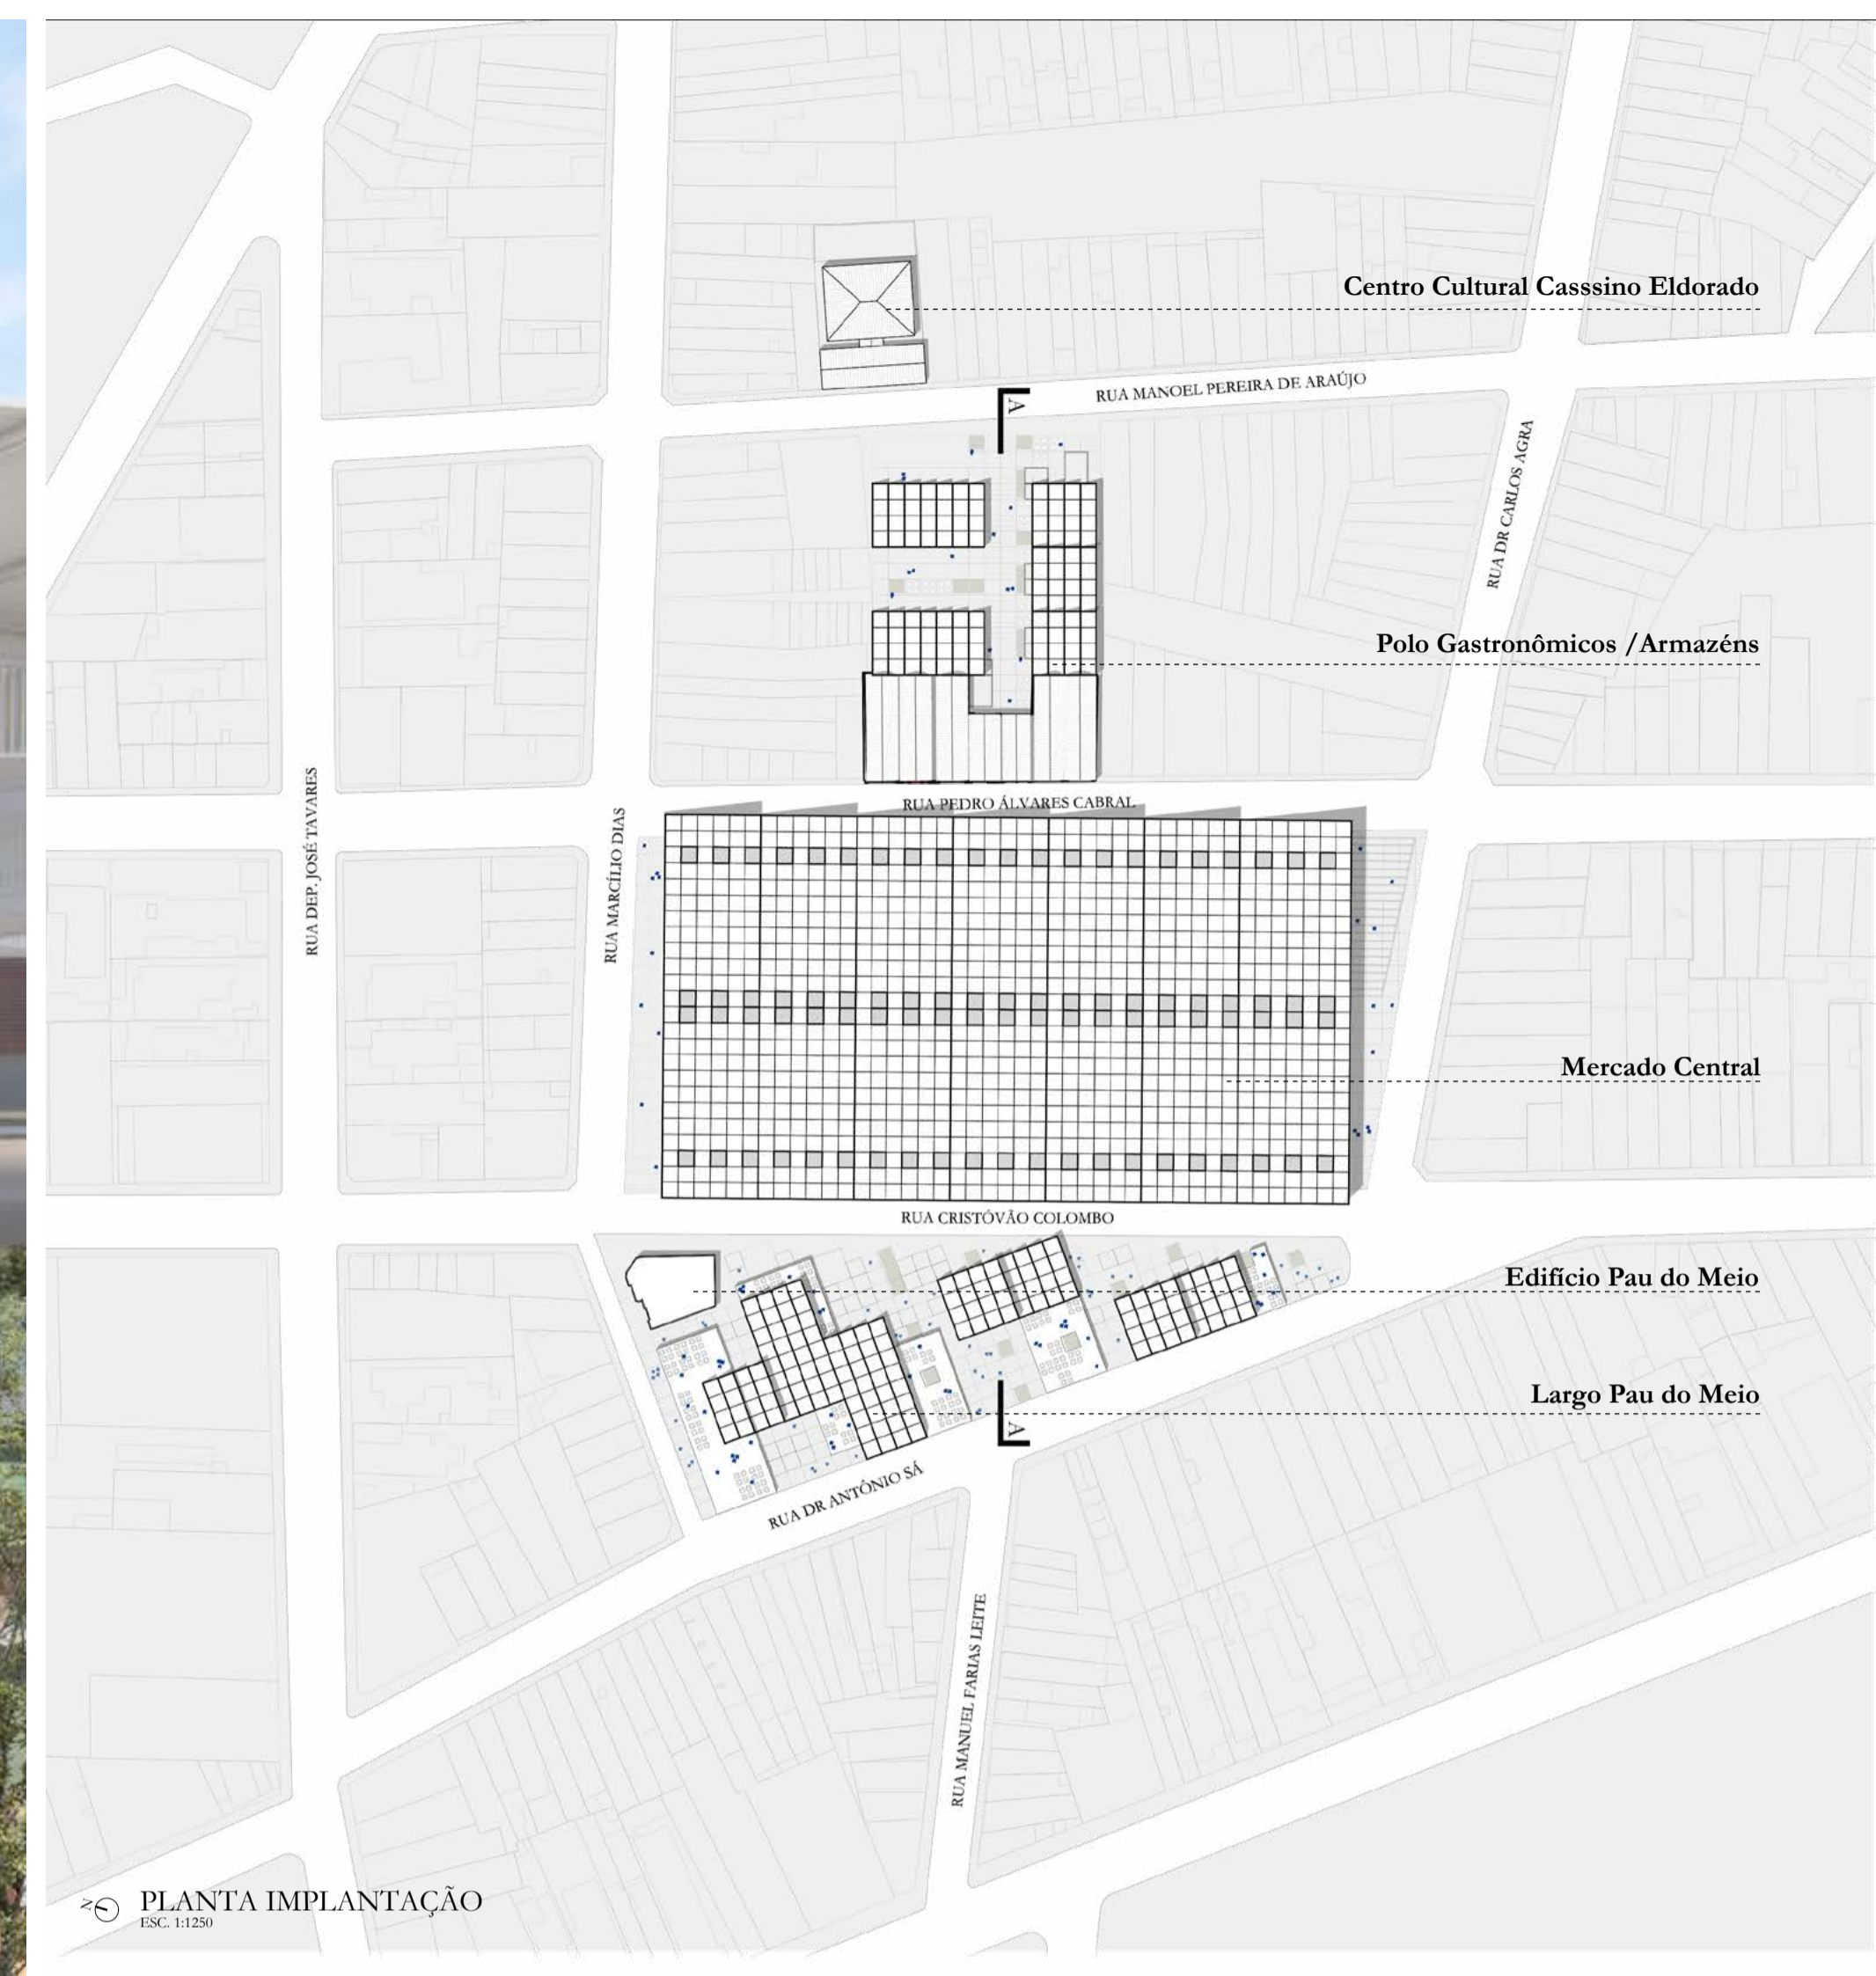 Centro Cultural Casssino Eldorado
RUA MANOEL PEREIRA DE ARAÚJO
A
RUA DR CARLOS AGRA
Polo Gastronômicos /Armazéns
RUA DEP. JOSÉ TAVARES
RUA MARCÍLIO DIAS
RUA PEDRO ÁLVARES CABRAL
Mercado Central
RUA CRISTÓVÃO COLOMBO
Edifício Pau do Meio
Largo Pau do Meio
A
RUA DR ANTÔNIO SÁ
RUA MANUEL FARIAS LEITE
N
PLANTA IMPLANTAÇÃO
ESC. 1:1250